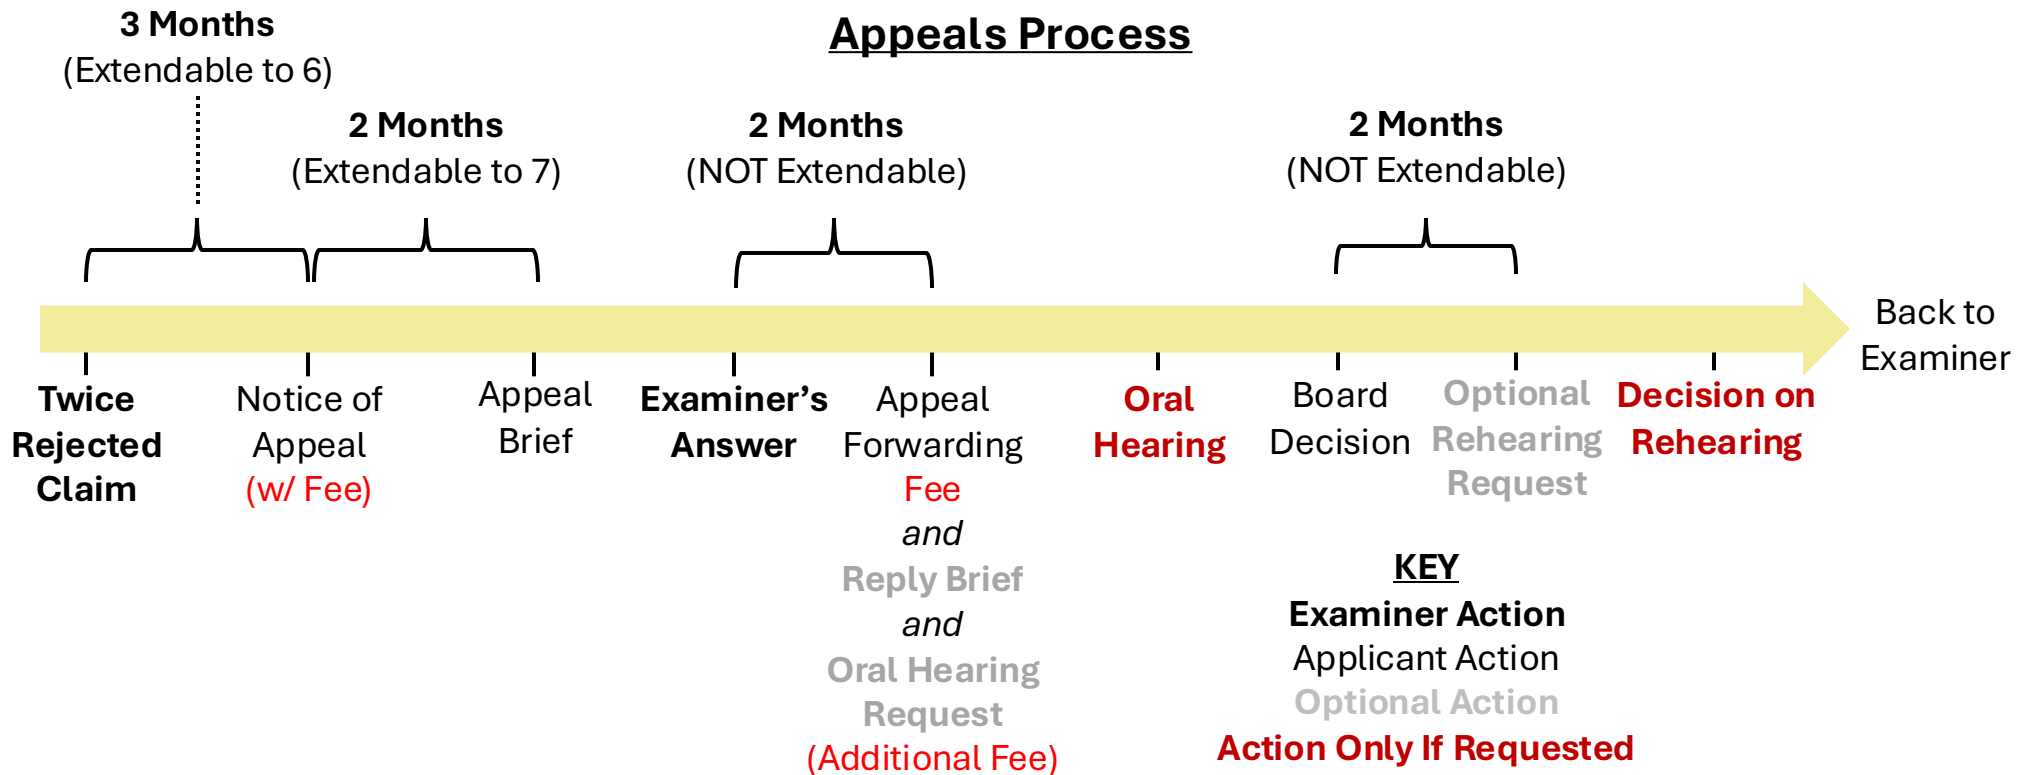 Appeals Process
3 Months
(Extendable to 6)
2 Months
(Extendable to 7)
2 Months
(NOT Extendable)
2 Months
(NOT Extendable)
Back to
Examiner
Twice
Rejected
Claim
Notice of
Appeal
(w/ Fee)
Appeal
Brief
Examiner’s
Answer
Appeal
Forwarding
Fee
and
Reply Brief
and
Oral Hearing
Request
(Additional Fee)
Oral
Hearing
Board
Decision
Optional
Rehearing
Request
Decision on
Rehearing
KEY
Examiner Action
Applicant Action
Optional Action
Action Only If Requested